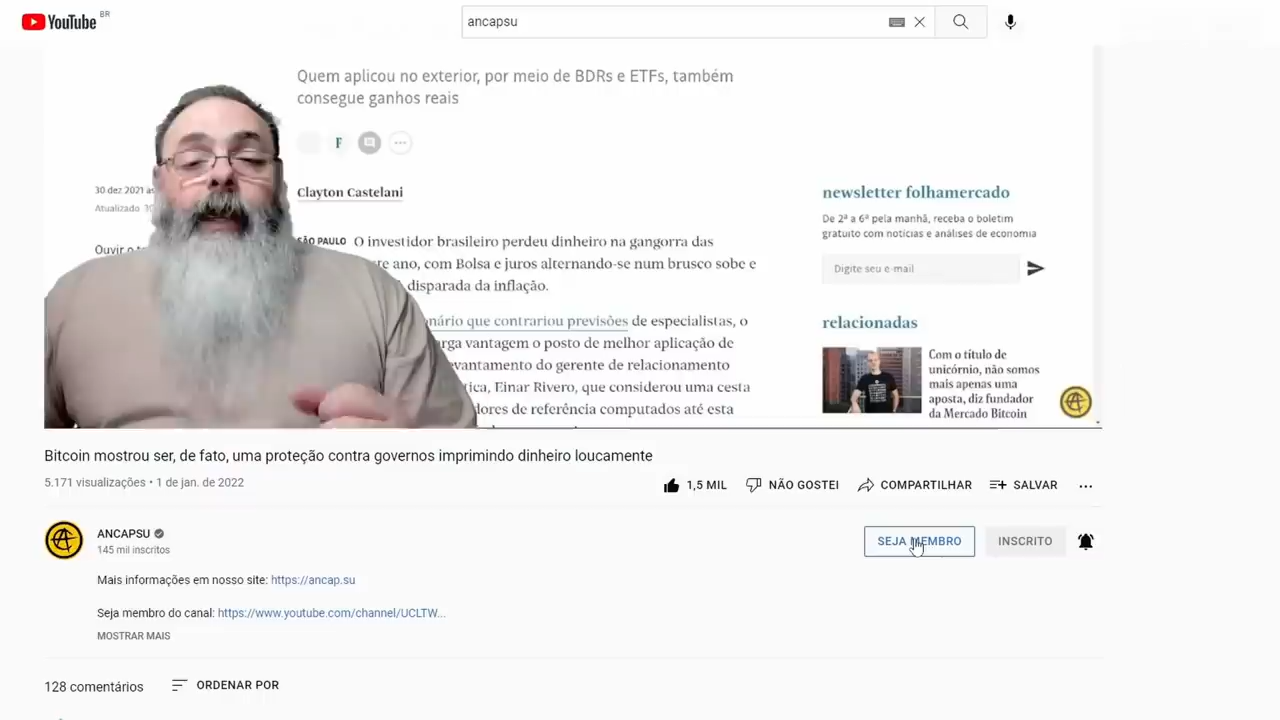 YouTube BR
ancapsu
Quem aplicou no exterior, por meio de BDRs e ETFs, também
consegue ganhos reais
F
30 dez 2021
Atualizado
Clayton Castelani
newsletter folhamercado
De 2ª a 6ª pela manhã, receba o boletim
gratuito com notícias e análises de economia
Digite seu e-mail
Ouvir o
SÃO PAULO O investidor brasileiro perdeu dinheiro na gangorra das
te ano, com Bolsa e juros alternando-se num brusco sobe e
disparada da inflação.
nário que contrariou previsões de especialistas, o
rga vantagem o posto de melhor aplicação de
evantamento do gerente de relacionamento
tica, Einar Rivero, que considerou uma cesta
dores de referência computados até esta
relacionadas
Com o título de
unicórnio, não somos
mais apenas uma
aposta, diz fundador
da Mercado Bitcoin
Bitcoin mostrou ser, de fato, uma proteção contra governos imprimindo dinheiro loucamente
5.171 visualizações • 1 de jan. de 2022
1,5 MIL NÃO GOSTEI COMPARTILHAR SALVAR
ANCAPSU
145 mil inscritos
SEJA MEMBRO INSCRITO
Mais informações em nosso site: https://ancap.su
Seja membro do canal: https://www.youtube.com/channel/UCLTW...
MOSTRAR MAIS
128 comentários ORDENAR POR